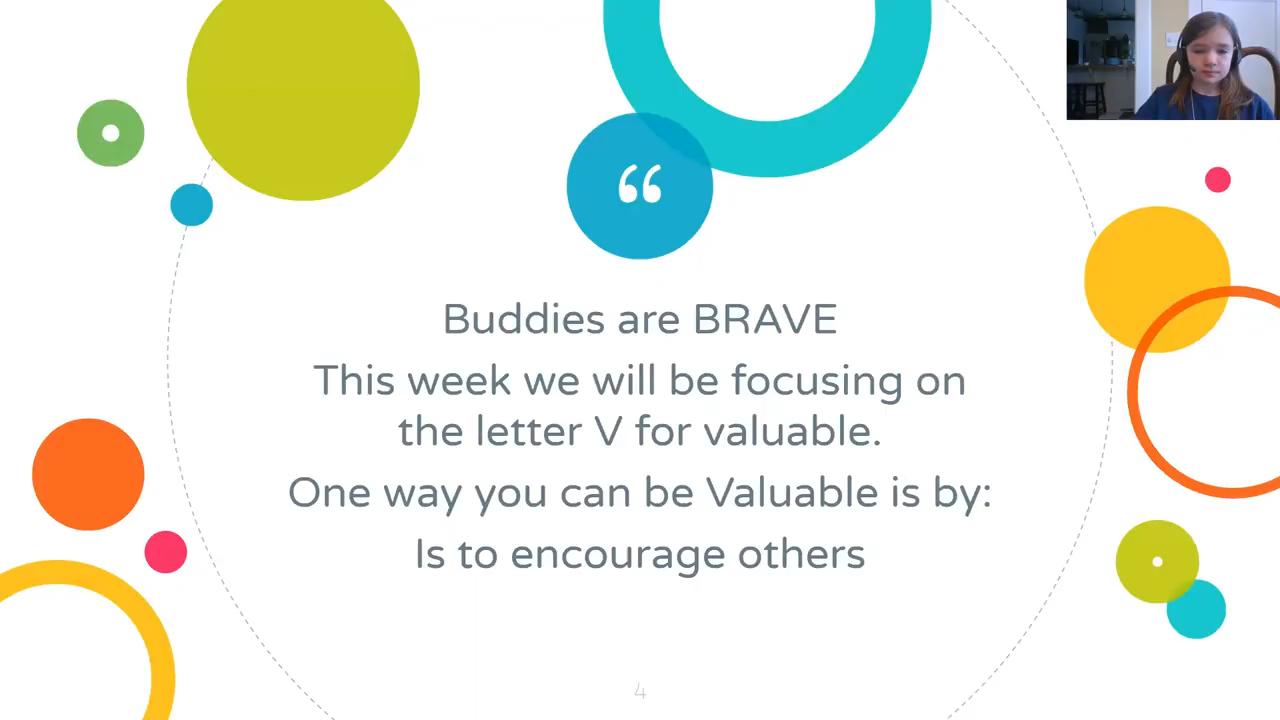 “
Buddies are BRAVE
This week we will be focusing on
the letter V for valuable.
One way you can be Valuable is by:
Is to encourage others
4